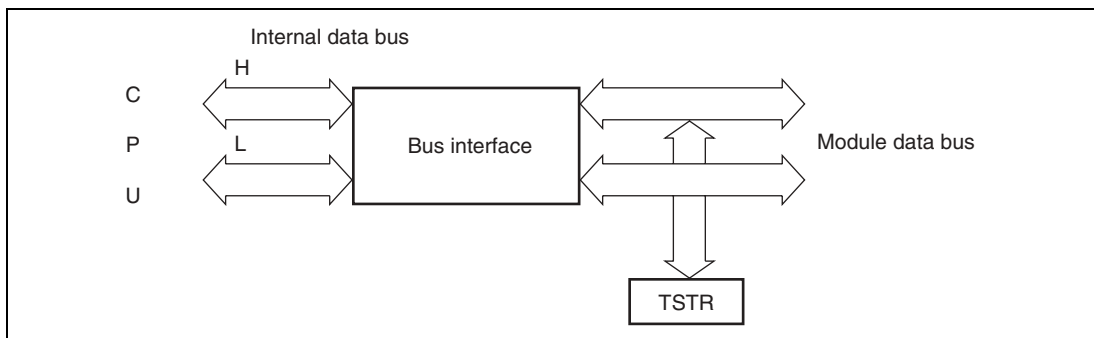 Internal data bus
H
C
P
L
Bus interface
Module data bus
U
TSTR